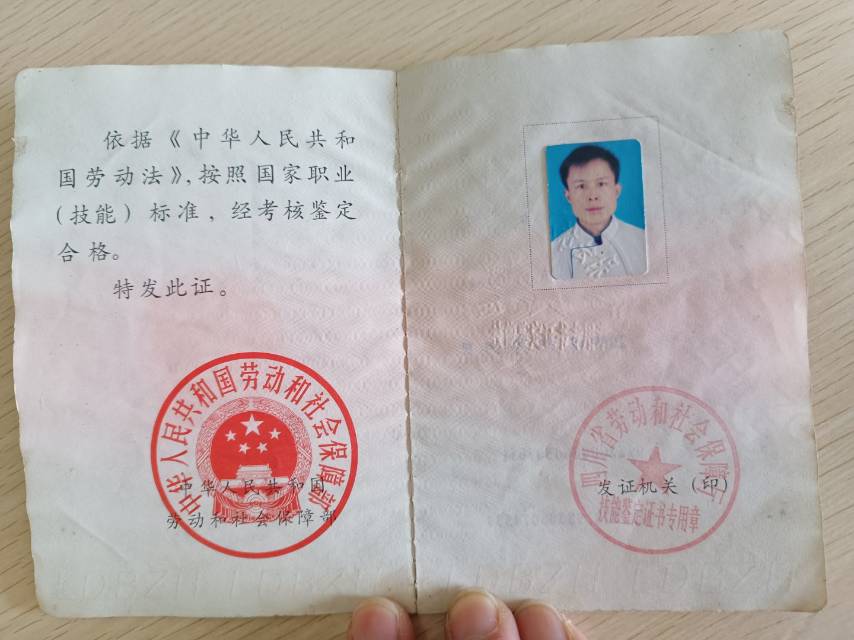 依据《中华人民共和
国劳动法》,按照国家职业
(技能)标准,经考核鉴定
合格。
特发此证。
中华人民共和国劳动和社会保障部
中华人民共和国
劳动和社会保障部
四川省劳动和社会保障厅
发证机关(印)
技能鉴定证书专用章